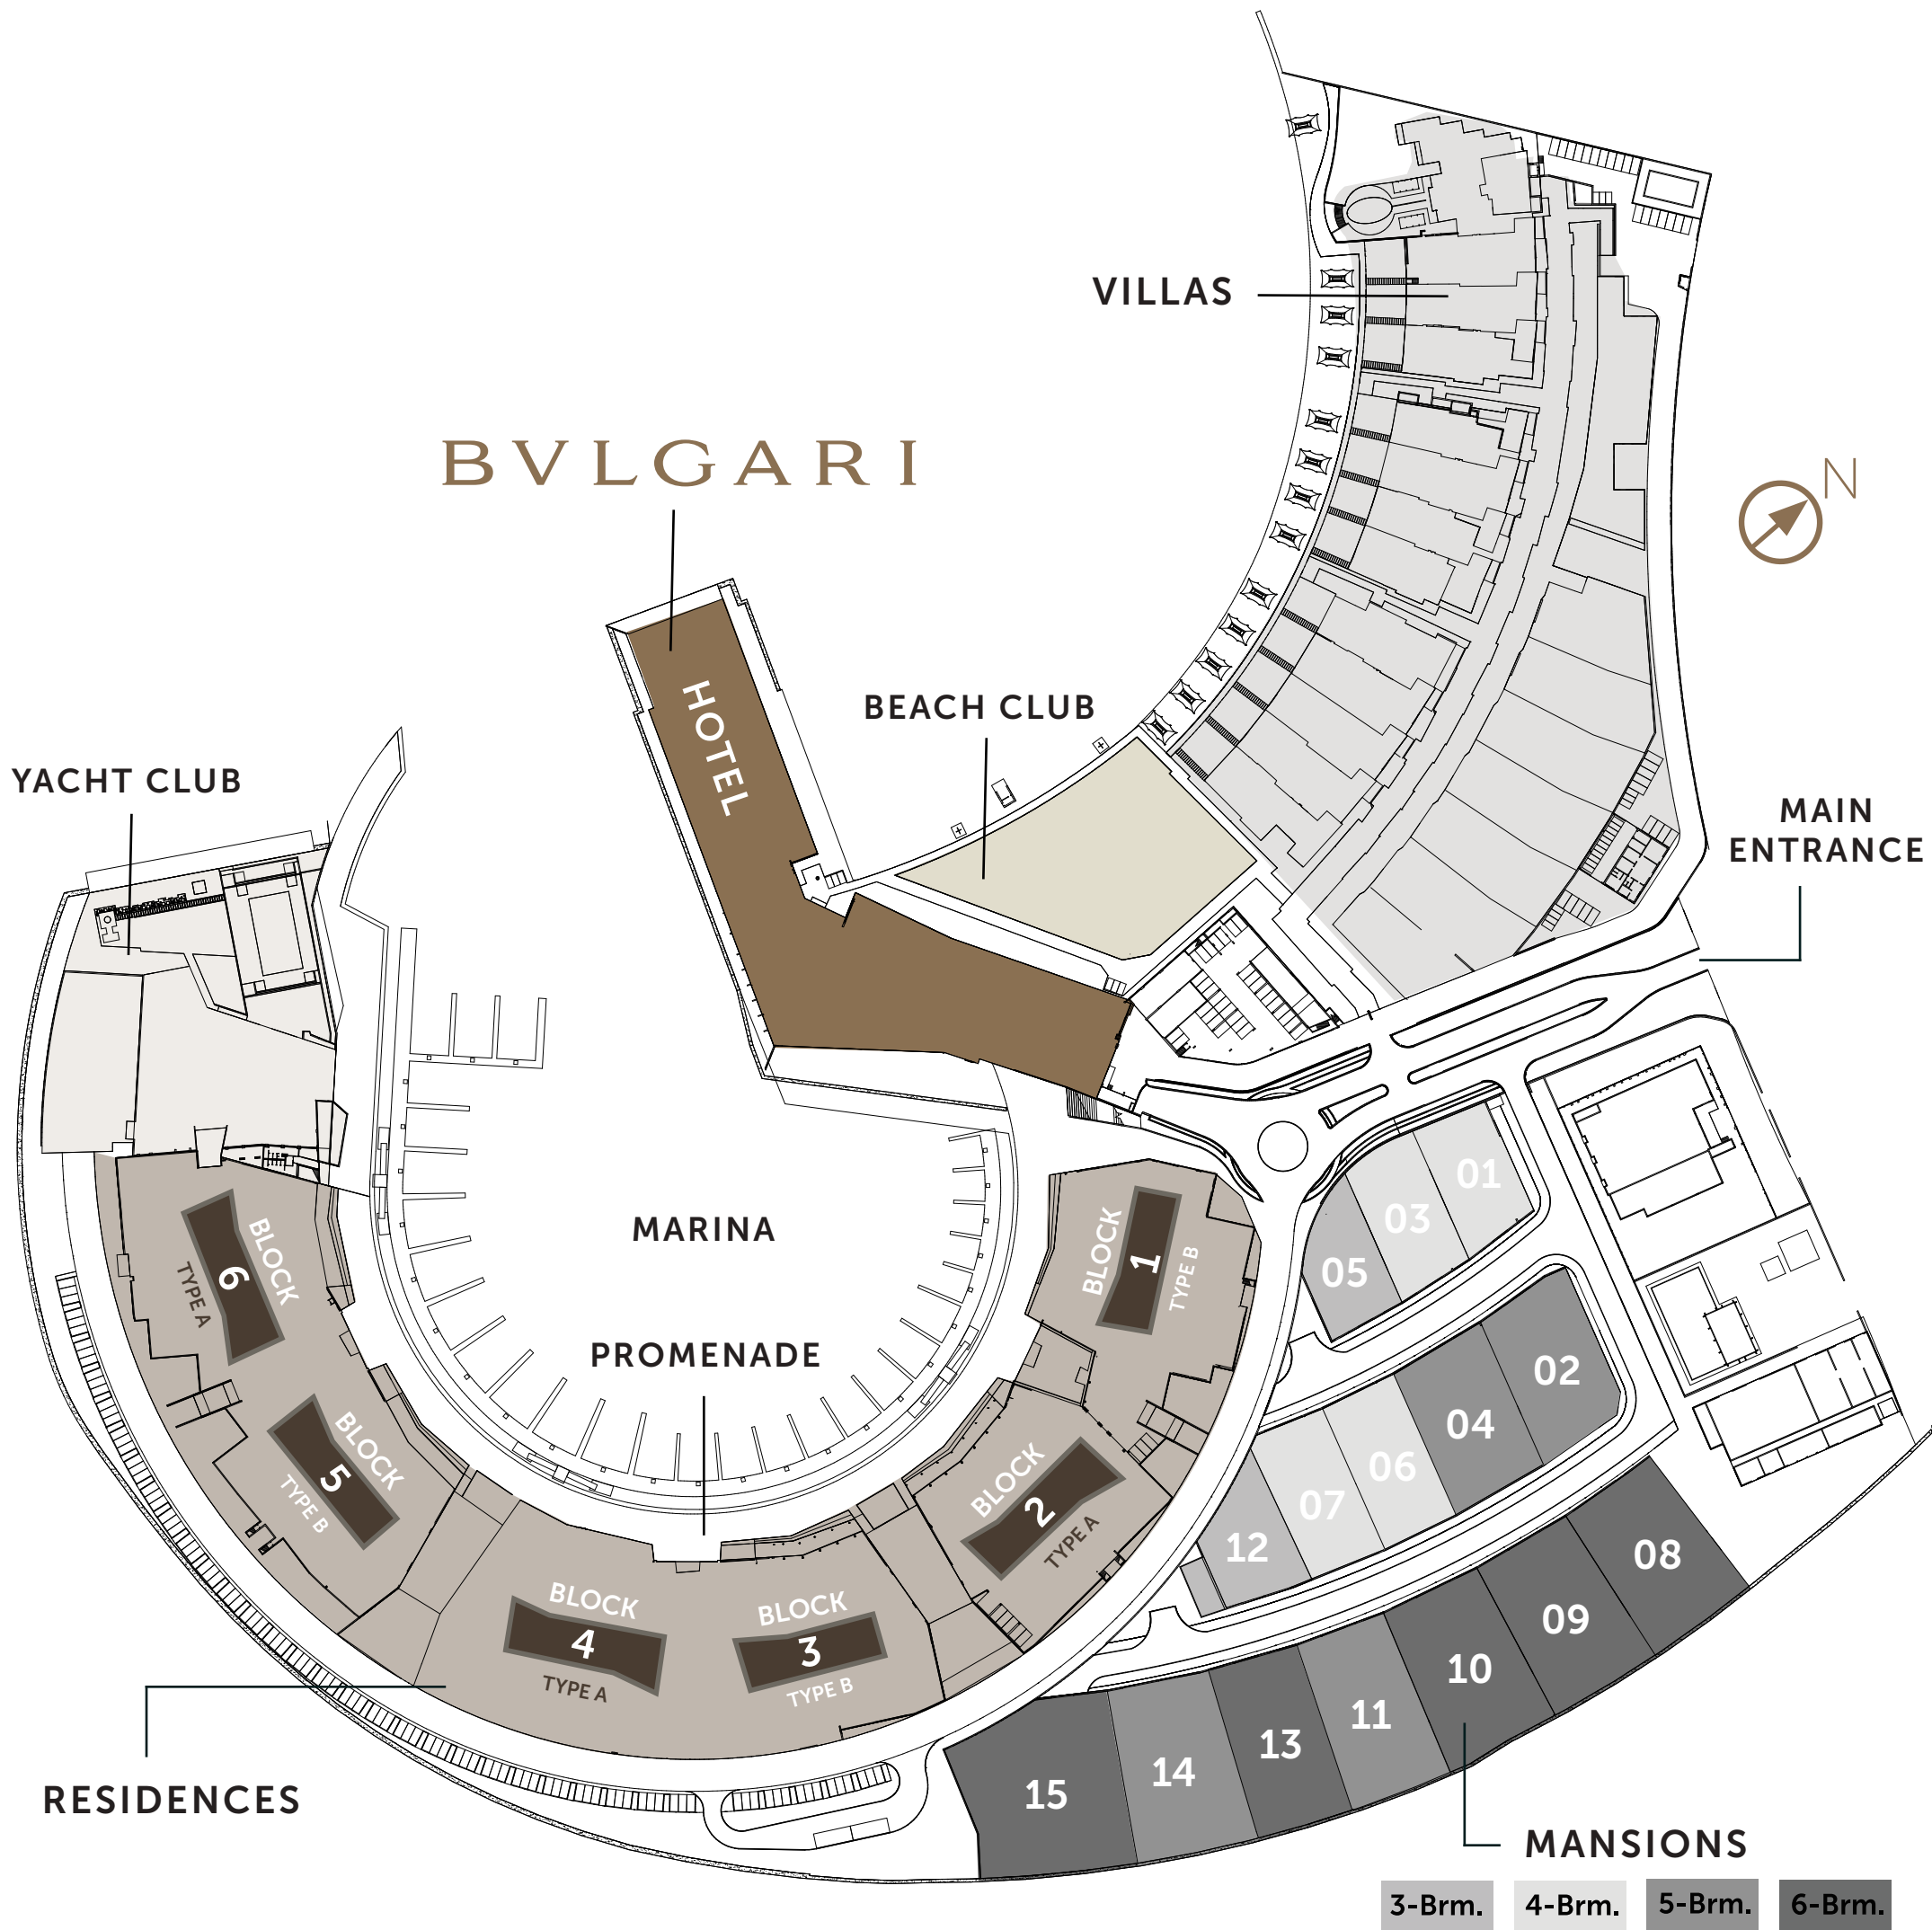 VILLAS
BVLGARI
N
HOTEL
BEACH CLUB
YACHT CLUB
MAIN
ENTRANCE
MARINA
PROMENADE
BLOCK
1
TYPE B
BLOCK
2
TYPE A
BLOCK
3
TYPE B
BLOCK
4
TYPE A
BLOCK
5
TYPE B
BLOCK
6
TYPE A
01
03
05
02
04
06
07
12
08
09
10
11
13
14
15
RESIDENCES
MANSIONS
3-Brm.
4-Brm.
5-Brm.
6-Brm.